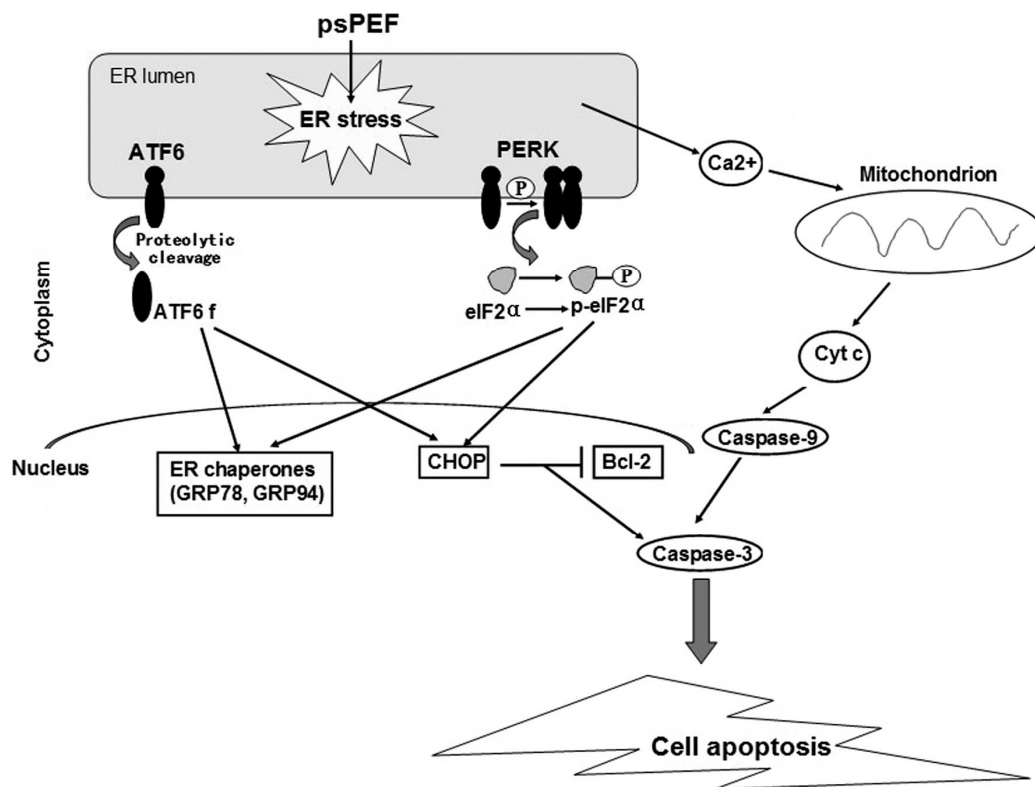 psPEF
ER lumen
ER stress
ATF6
PERK
P
Ca2+
Mitochondrion
Proteolytic
cleavage
P
ATF6 f
eIF2α
p-eIF2α
Cytoplasm
Cyt c
Caspase-9
Nucleus
ER chaperones
(GRP78, GRP94)
CHOP
Bcl-2
Caspase-3
Cell apoptosis